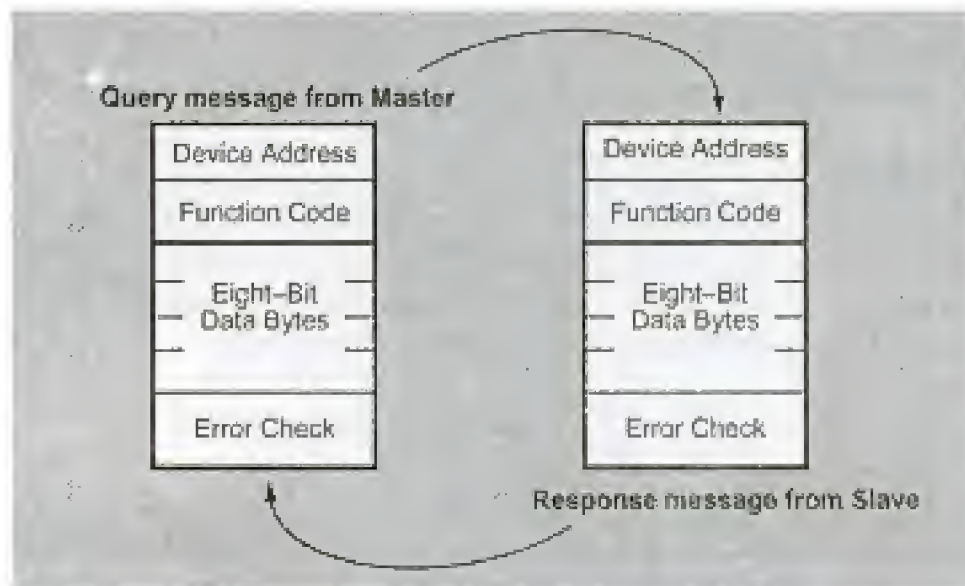 Query message from Master
Device Address
Function Code
Eight-Bit
Data Bytes
Error Check
Device Address
Function Code
Eight-Bit
Data Bytes
Error Check
Response message from Slave